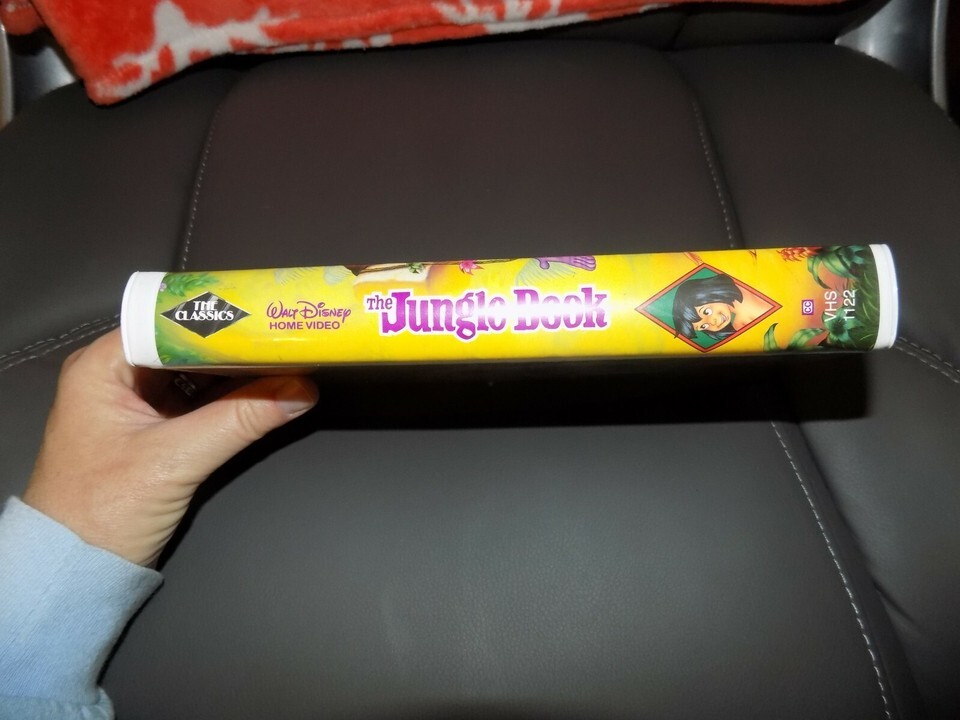 THE
CLASSICS
WALT DISNEY
HOME VIDEO
The Jungle Book
CC
VHS
1122